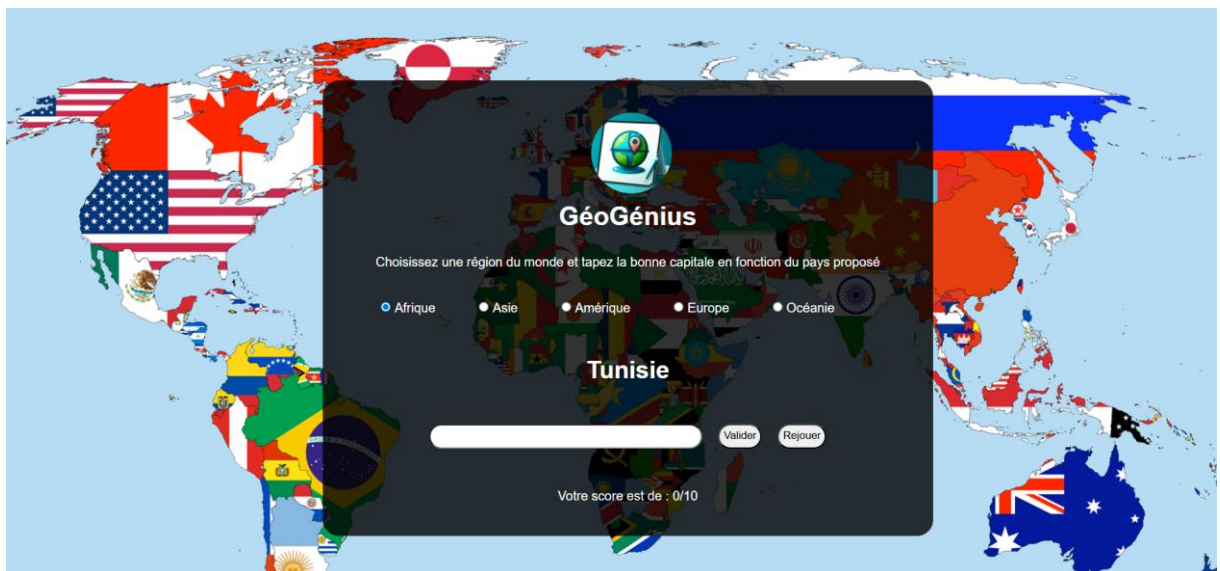 GéoGénius
Choisissez une région du monde et tapez la bonne capitale en fonction du pays proposé
Afrique Asie Amérique Europe Océanie
Tunisie
Valider Rejouer
Votre score est de : 0/10